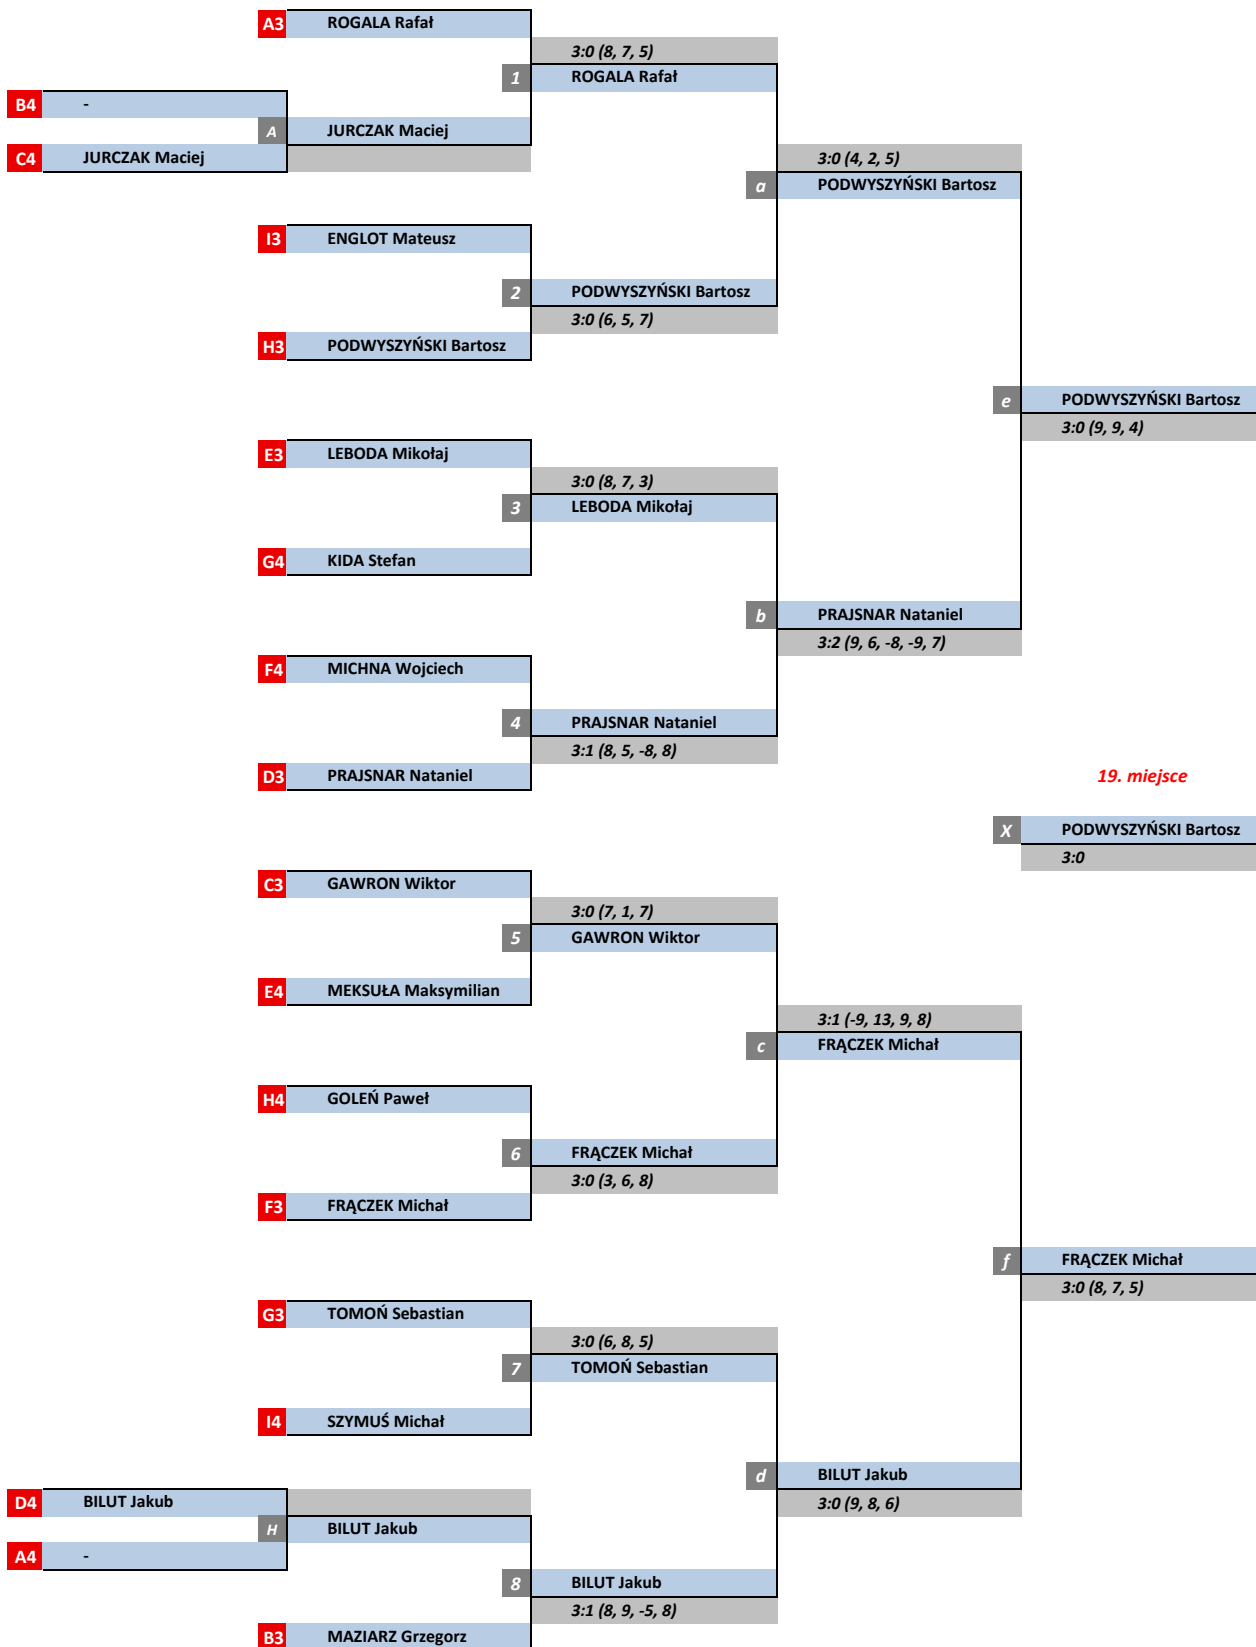 A3 ROGALA Rafał
3:0 (8, 7, 5)
1 ROGALA Rafał
B4 -
A JURCZAK Maciej
C4 JURCZAK Maciej
3:0 (4, 2, 5)
a PODWYSZYŃSKI Bartosz
I3 ENGLOT Mateusz
2 PODWYSZYŃSKI Bartosz
3:0 (6, 5, 7)
H3 PODWYSZYŃSKI Bartosz
e PODWYSZYŃSKI Bartosz
3:0 (9, 9, 4)
E3 LEBODA Mikołaj
3:0 (8, 7, 3)
3 LEBODA Mikołaj
G4 KIDA Stefan
b PRAJSNAR Nataniel
3:2 (9, 6, -8, -9, 7)
F4 MICHNA Wojciech
4 PRAJSNAR Nataniel
3:1 (8, 5, -8, 8)
D3 PRAJSNAR Nataniel
19. miejsce
X PODWYSZYŃSKI Bartosz
3:0
C3 GAWRON Wiktor
3:0 (7, 1, 7)
5 GAWRON Wiktor
E4 MEKSUŁA Maksymilian
3:1 (-9, 13, 9, 8)
c FRĄCZEK Michał
H4 GOLEŃ Paweł
6 FRĄCZEK Michał
3:0 (3, 6, 8)
F3 FRĄCZEK Michał
f FRĄCZEK Michał
3:0 (8, 7, 5)
G3 TOMOŃ Sebastian
3:0 (6, 8, 5)
7 TOMOŃ Sebastian
I4 SZYMUŚ Michał
d BILUT Jakub
3:0 (9, 8, 6)
D4 BILUT Jakub
H BILUT Jakub
A4 -
8 BILUT Jakub
3:1 (8, 9, -5, 8)
B3 MAZIARZ Grzegorz